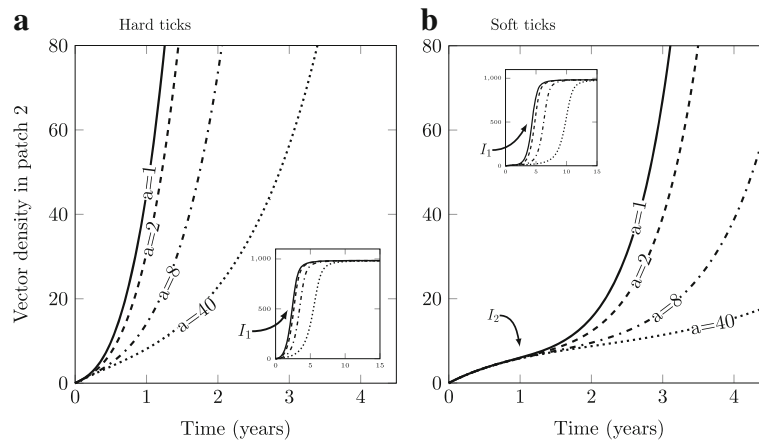 a
Hard ticks
Vector density in patch 2
80
60
40
20
0
a=1
a=2
a=8
a=40
0
1
2
3
4
Time (years)
1,000
500
0
0
5
10
15
I1
b
Soft ticks
80
60
40
20
0
a=1
a=2
a=8
a=40
0
1
2
3
4
Time (years)
1,000
500
0
0
5
10
15
I1
I2